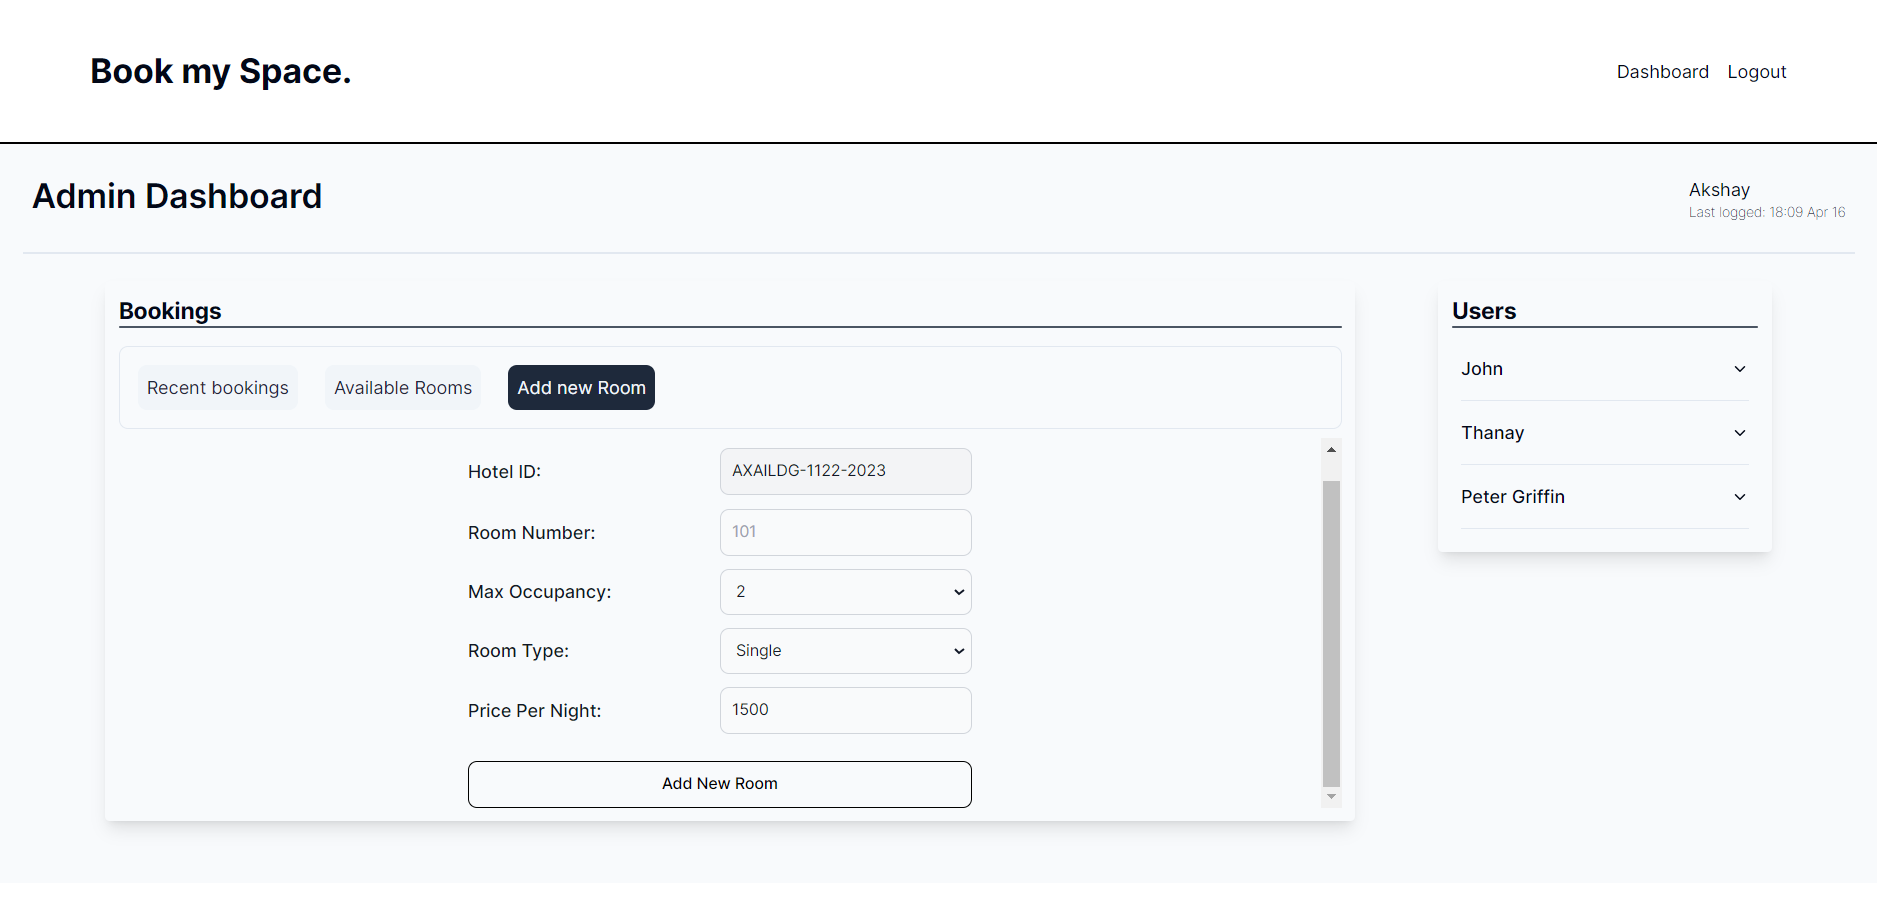 Book my Space.
Dashboard Logout
Admin Dashboard
Akshay
Last logged: 18:09 Apr 16
Bookings
Recent bookings Available Rooms Add new Room
Hotel ID: AXAILDG-1122-2023
Room Number: 101
Max Occupancy: 2
Room Type: Single
Price Per Night: 1500
Add New Room
Users
John
Thanay
Peter Griffin